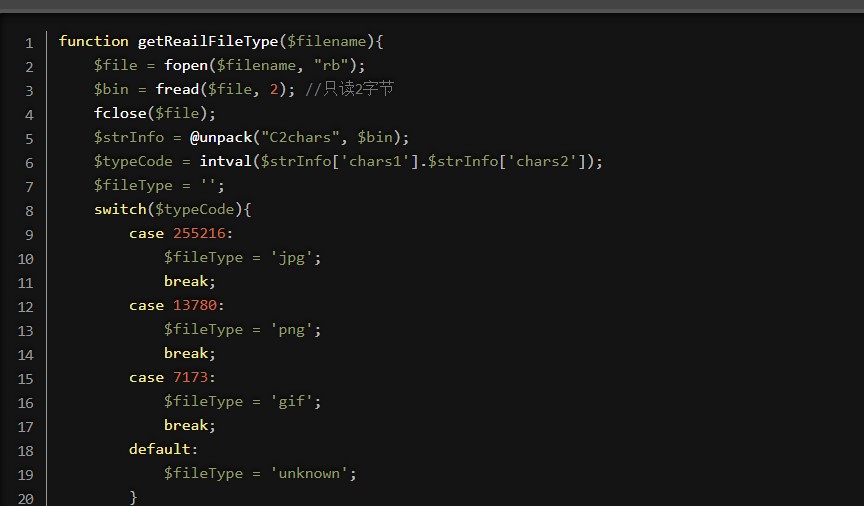 1 function getReailFileType($filename){
2 $file = fopen($filename, "rb");
3 $bin = fread($file, 2); //只读2字节
4 fclose($file);
5 $strInfo = @unpack("C2chars", $bin);
6 $typeCode = intval($strInfo['chars1'].$strInfo['chars2']);
7 $fileType = '';
8 switch($typeCode){
9 case 255216:
10 $fileType = 'jpg';
11 break;
12 case 13780:
13 $fileType = 'png';
14 break;
15 case 7173:
16 $fileType = 'gif';
17 break;
18 default:
19 $fileType = 'unknown';
20 }